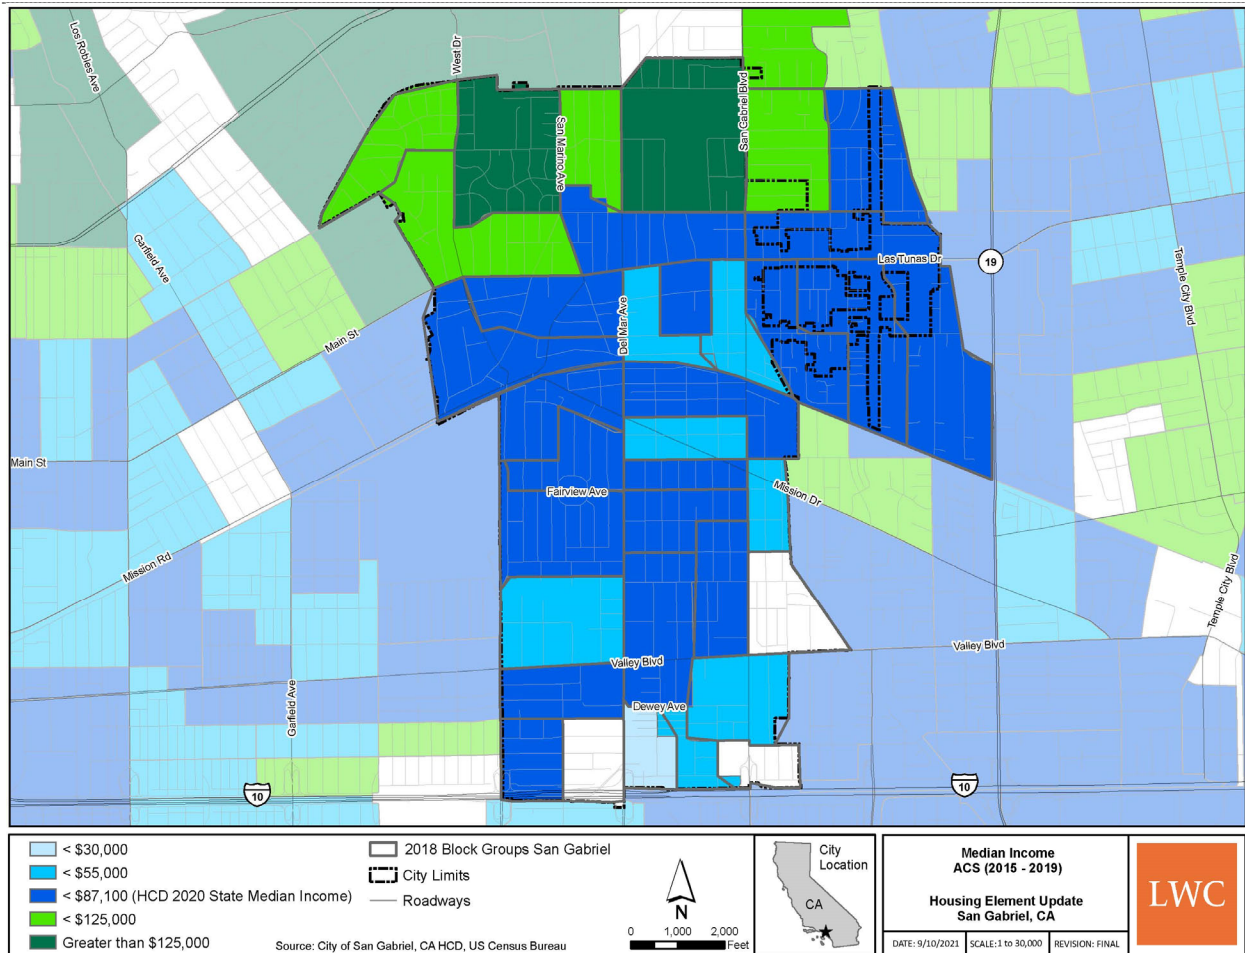 Los Robles Ave
West Dr
San Marino Ave
San Gabriel Blvd
Garfield Ave
Las Tunas Dr
19
Temple City Blvd
Main St
Del Mar Ave
Main St
Fairview Ave
Mission Dr
Mission Rd
Temple City Blvd
Valley Blvd
Valley Blvd
Garfield Ave
Dewey Ave
10
10
< $30,000
< $55,000
< $87,100 (HCD 2020 State Median Income)
< $125,000
Greater than $125,000
2018 Block Groups San Gabriel
City Limits
Roadways
Source: City of San Gabriel, CA HCD, US Census Bureau
N
0 1,000 2,000
Feet
City
Location
CA
Median Income
ACS (2015 - 2019)
Housing Element Update
San Gabriel, CA
DATE: 9/10/2021
SCALE: 1 to 30,000
REVISION: FINAL
LWC